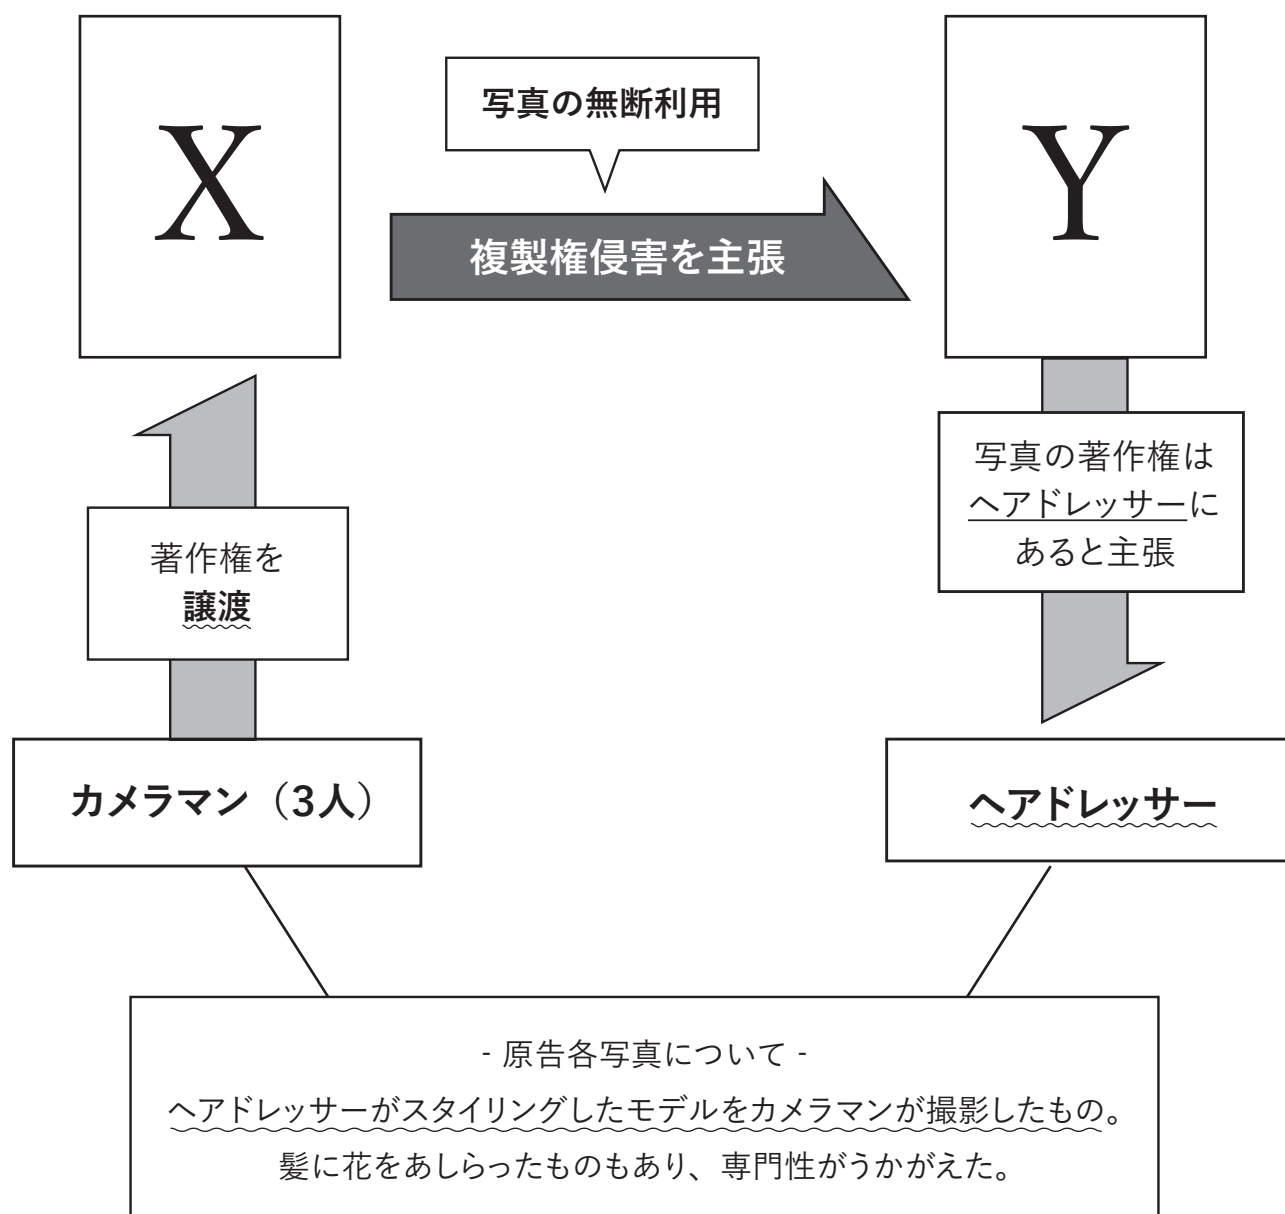 X
写真の無断利用
Y
複製権侵害を主張
著作権を
譲渡
写真の著作権は
ヘアドレッサーに
あると主張
カメラマン（3人）
ヘアドレッサー
- 原告各写真について -
ヘアドレッサーがスタイリングしたモデルをカメラマンが撮影したもの。
髪に花をあしらったものもあり、専門性がうかがえた。